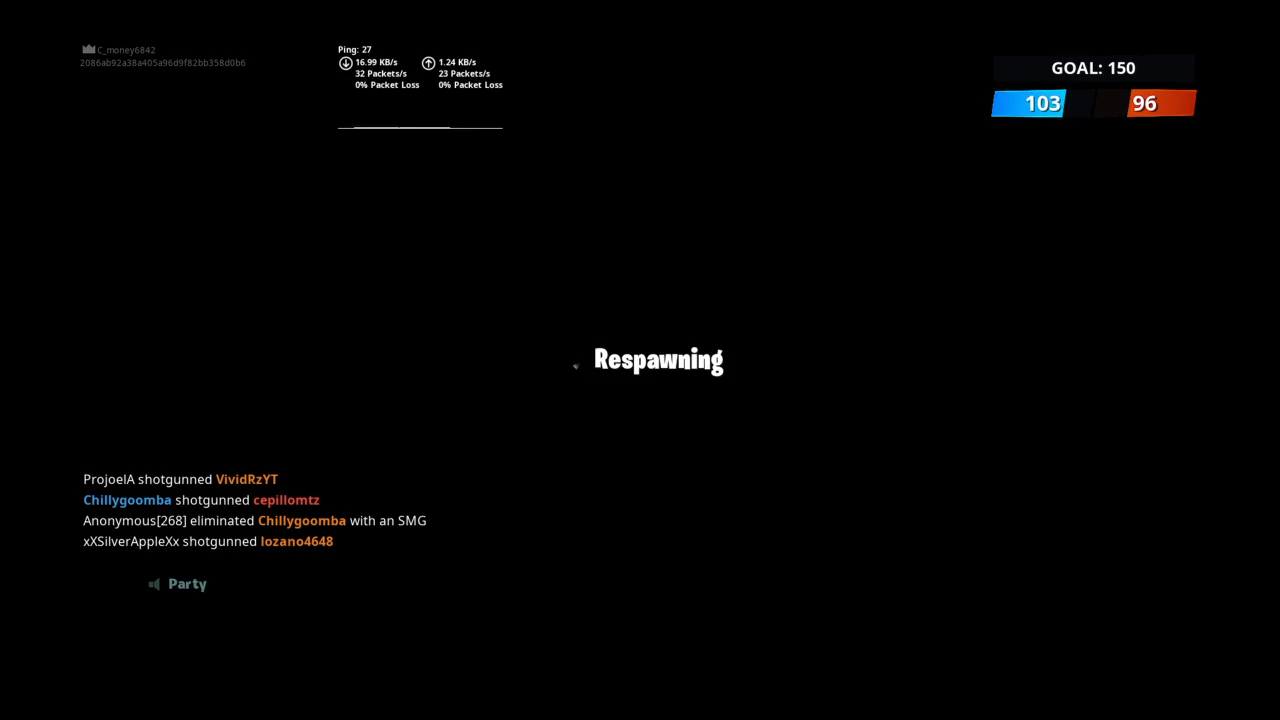 C_money6842
2086ab92a38a405a96d9f82bb358d0b6
Ping: 27
16.99 KB/s
32 Packets/s
0% Packet Loss
1.24 KB/s
23 Packets/s
0% Packet Loss
GOAL: 150
103
96
Respawning
ProjoelA shotgunned VividRzYT
Chillygoomba shotgunned cepillomtz
Anonymous[268] eliminated Chillygoomba with an SMG
xXSilverAppleXx shotgunned lozano4648
Party